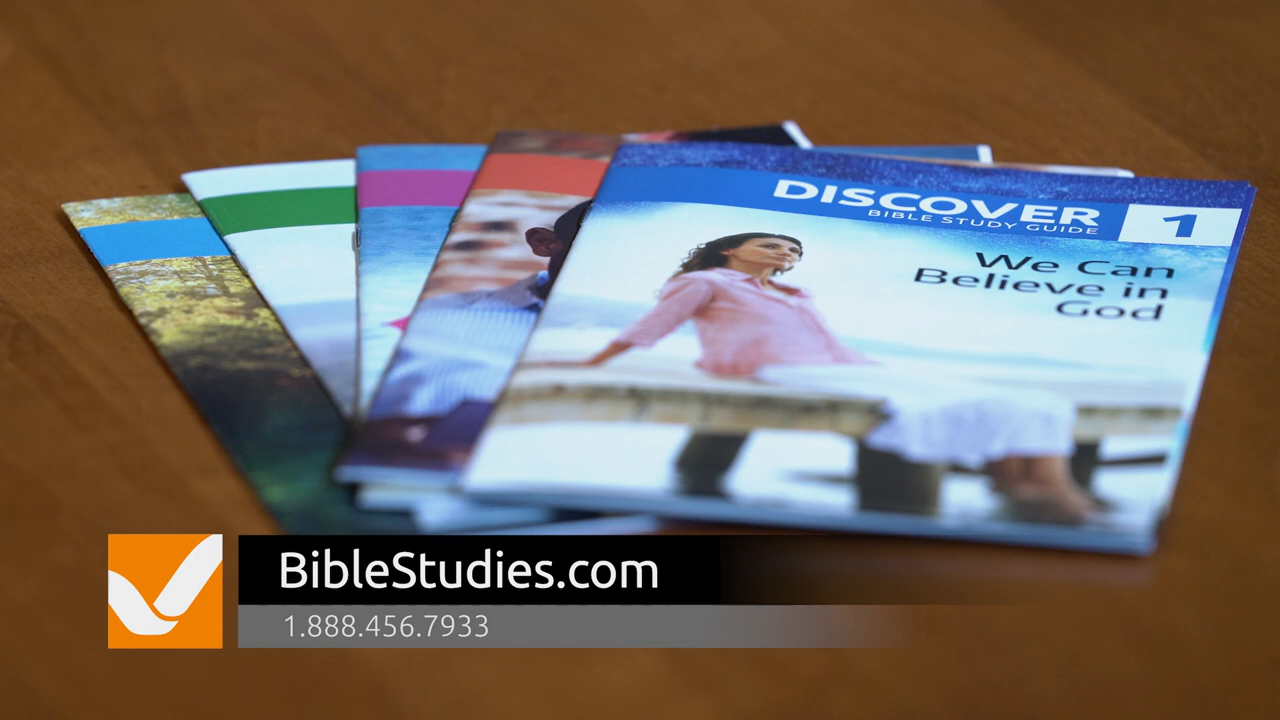 DISCOVER
BIBLE STUDY GUIDE
1
We Can
Believe in
God
BibleStudies.com
1.888.456.7933